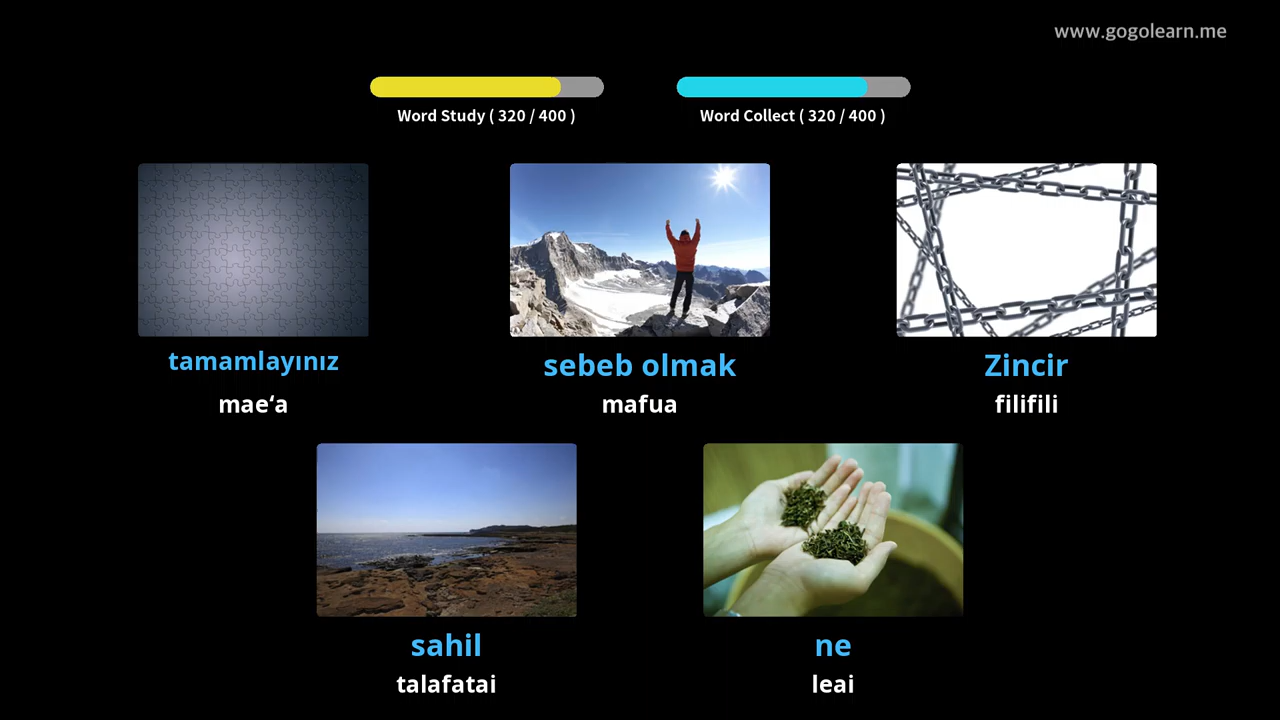 www.gogolearn.me
Word Study ( 320 / 400 )
Word Collect ( 320 / 400 )
tamamlayınız
sebeb olmak
Zincir
maeʻa
mafua
filifili
sahil
ne
talafatai
leai